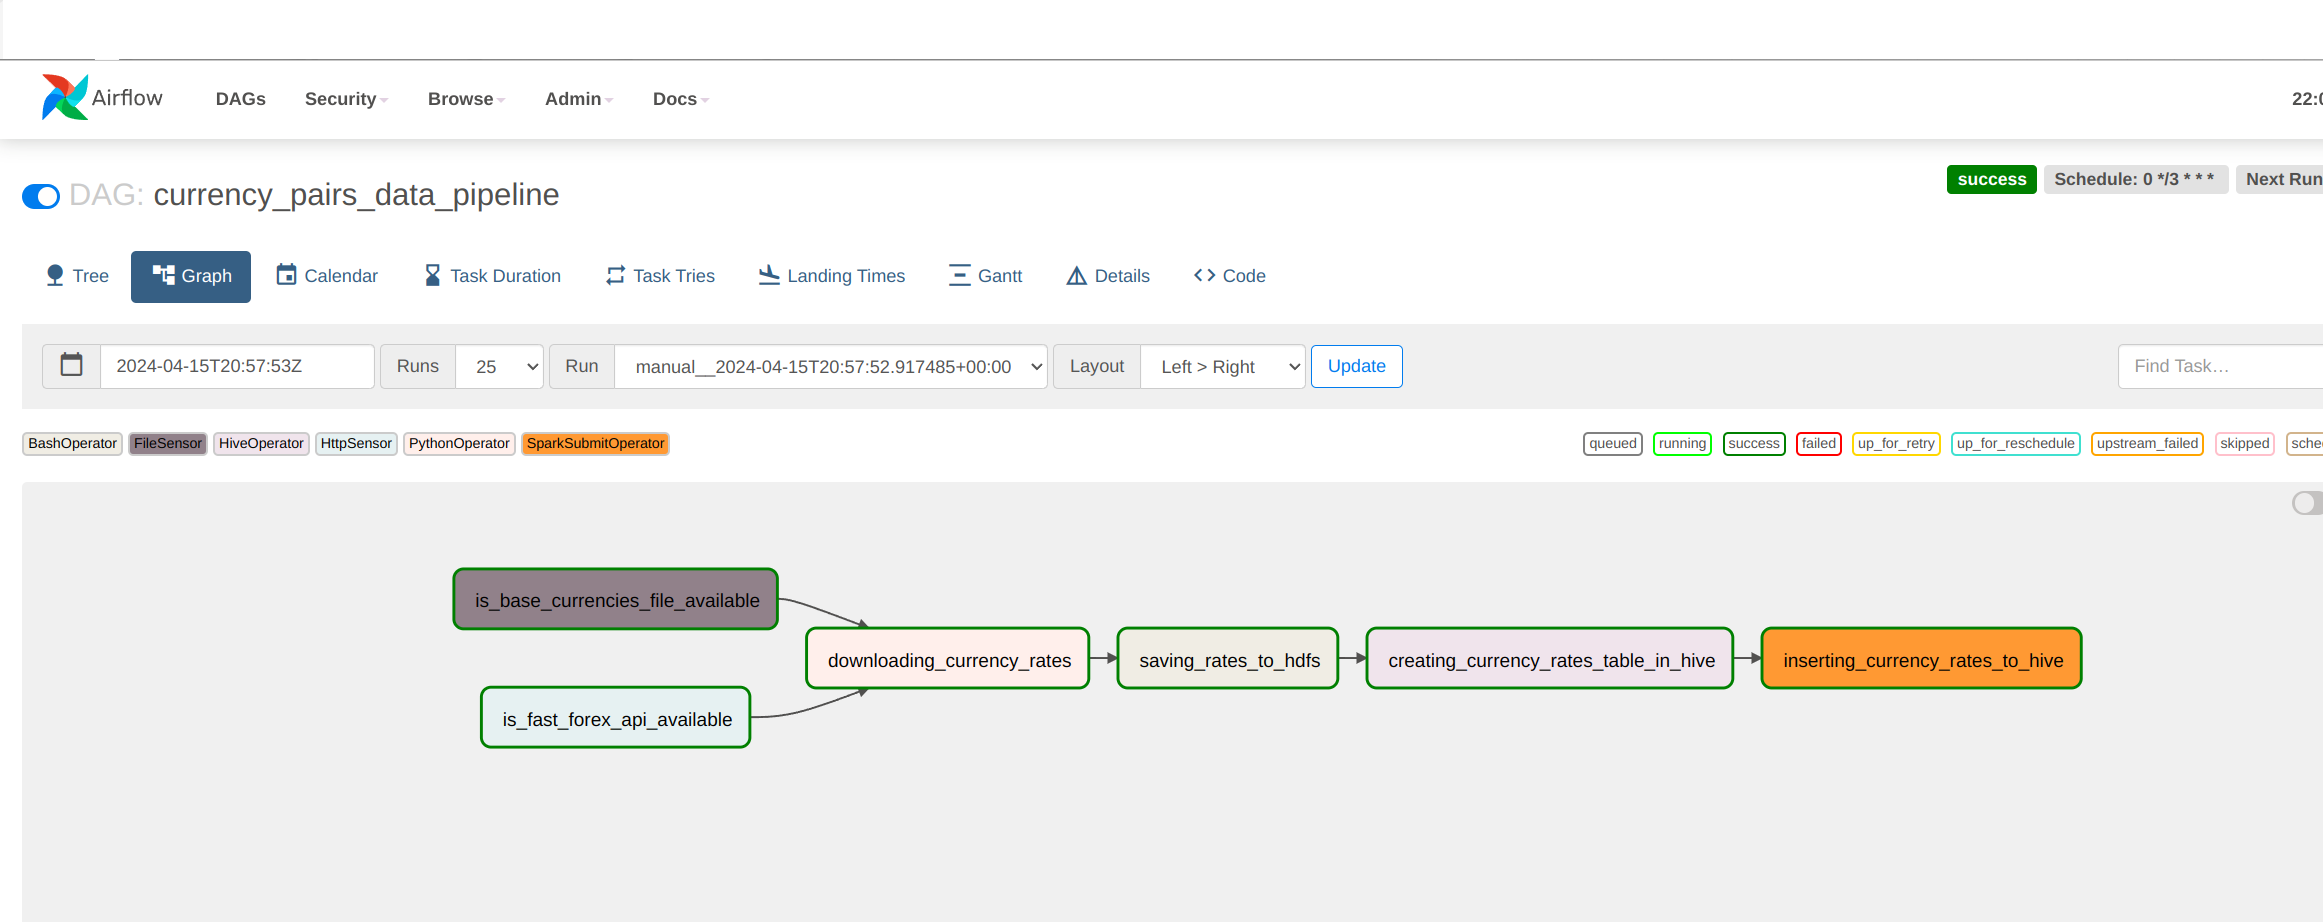 Airflow DAGs Security Browse Admin Docs 22:0
DAG: currency_pairs_data_pipeline
success Schedule: 0 */3 * * * Next Run
Tree Graph Calendar Task Duration Task Tries Landing Times Gantt Details Code
2024-04-15T20:57:53Z Runs 25 Run manual__2024-04-15T20:57:52.917485+00:00 Layout Left > Right Update Find Task…
BashOperator FileSensor HiveOperator HttpSensor PythonOperator SparkSubmitOperator queued running success failed up_for_retry up_for_reschedule upstream_failed skipped sche
is_base_currencies_file_available
downloading_currency_rates saving_rates_to_hdfs creating_currency_rates_table_in_hive inserting_currency_rates_to_hive
is_fast_forex_api_available